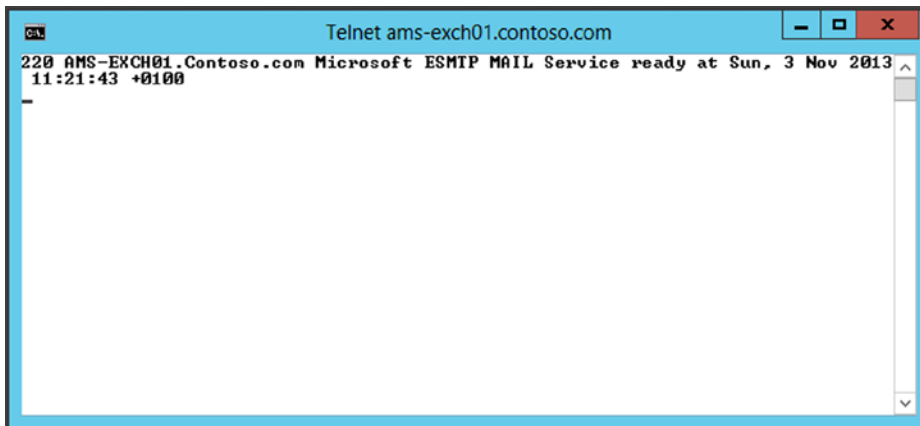 Telnet ams-exch01.contoso.com
220 AMS-EXCH01.Contoso.com Microsoft ESMTP MAIL Service ready at Sun, 3 Nov 2013
11:21:43 +0100